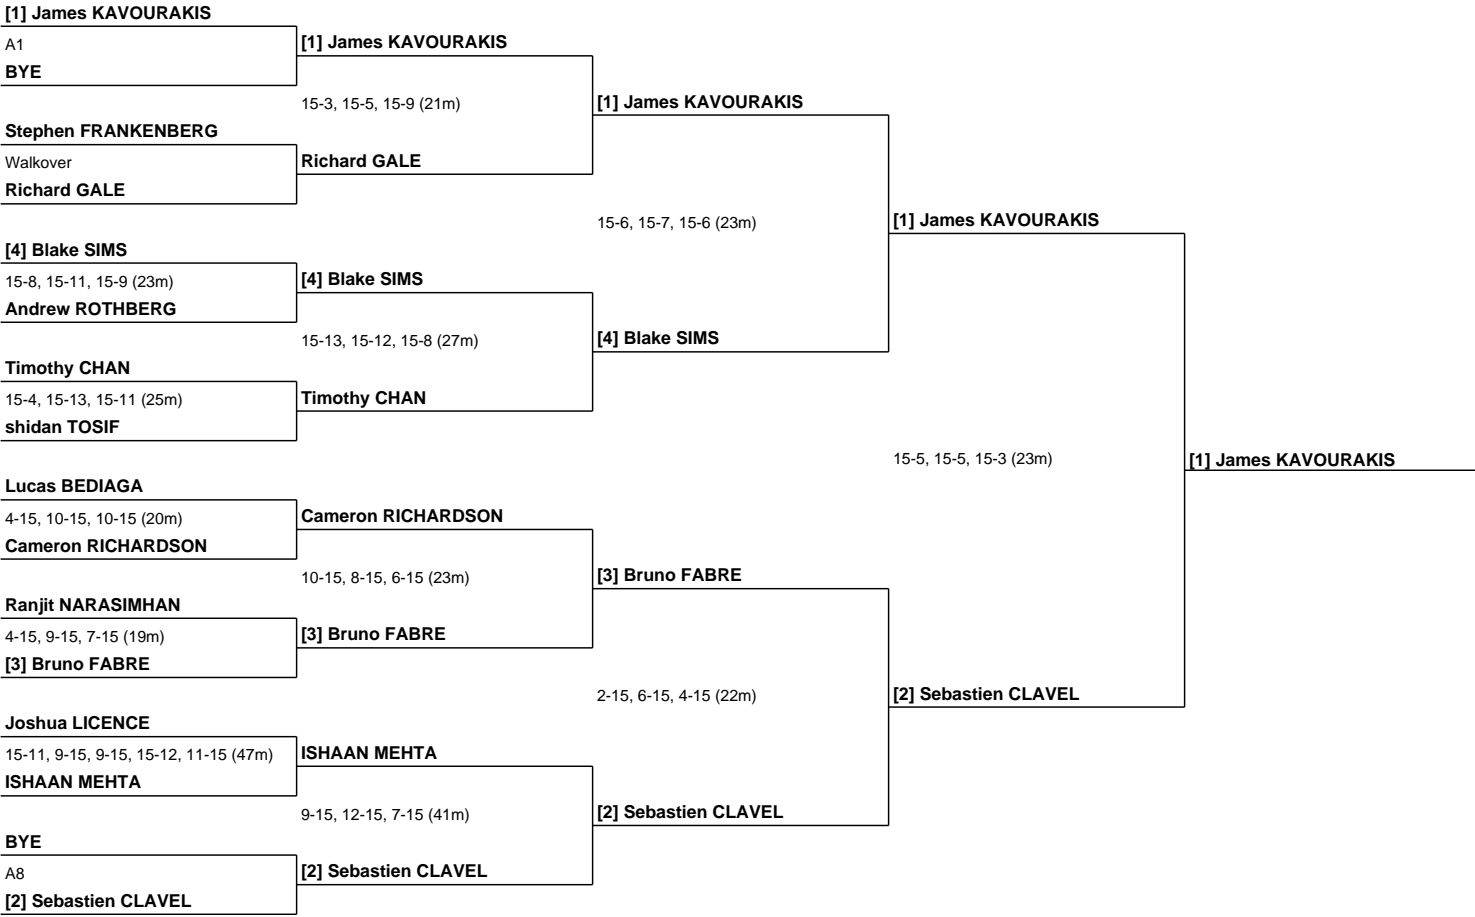 [1] James KAVOURAKIS
A1
BYE
Stephen FRANKENBERG
Walkover
Richard GALE
[4] Blake SIMS
15-8, 15-11, 15-9 (23m)
Andrew ROTHBERG
Timothy CHAN
15-4, 15-13, 15-11 (25m)
shidan TOSIF
Lucas BEDIAGA
4-15, 10-15, 10-15 (20m)
Cameron RICHARDSON
Ranjit NARASIMHAN
4-15, 9-15, 7-15 (19m)
[3] Bruno FABRE
Joshua LICENCE
15-11, 9-15, 9-15, 15-12, 11-15 (47m)
ISHAAN MEHTA
BYE
A8
[2] Sebastien CLAVEL
[1] James KAVOURAKIS
15-3, 15-5, 15-9 (21m)
Richard GALE
[4] Blake SIMS
15-13, 15-12, 15-8 (27m)
Timothy CHAN
Cameron RICHARDSON
10-15, 8-15, 6-15 (23m)
[3] Bruno FABRE
ISHAAN MEHTA
9-15, 12-15, 7-15 (41m)
[2] Sebastien CLAVEL
[1] James KAVOURAKIS
15-6, 15-7, 15-6 (23m)
[4] Blake SIMS
[3] Bruno FABRE
2-15, 6-15, 4-15 (22m)
[2] Sebastien CLAVEL
[1] James KAVOURAKIS
15-5, 15-5, 15-3 (23m)
[2] Sebastien CLAVEL
[1] James KAVOURAKIS